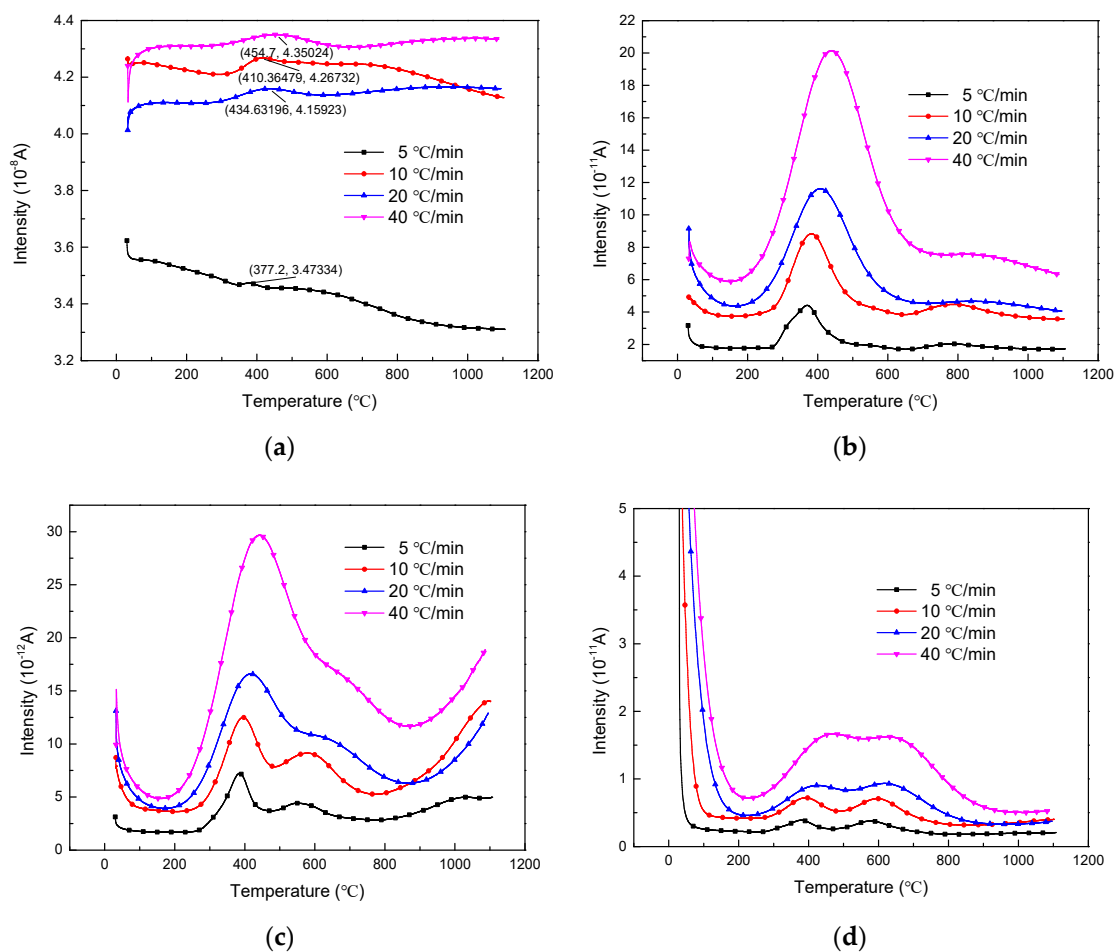 4.4
4.2
4.0
3.8
3.6
3.4
3.2
Intensity (10⁻⁸A)
(454.7, 4.35024)
(410.36479, 4.26732)
(434.63196, 4.15923)
5 ℃/min
10 ℃/min
20 ℃/min
40 ℃/min
(377.2, 3.47334)
0 200 400 600 800 1000 1200
Temperature (℃)
(a)
22
20
18
16
14
12
10
8
6
4
2
Intensity (10⁻¹¹A)
5 ℃/min
10 ℃/min
20 ℃/min
40 ℃/min
0 200 400 600 800 1000 1200
Temperature (℃)
(b)
30
25
20
15
10
5
0
Intensity (10⁻¹²A)
5 ℃/min
10 ℃/min
20 ℃/min
40 ℃/min
0 200 400 600 800 1000 1200
Temperature (℃)
(c)
5
4
3
2
1
0
Intensity (10⁻¹¹A)
5 ℃/min
10 ℃/min
20 ℃/min
40 ℃/min
0 200 400 600 800 1000 1200
Temperature (℃)
(d)